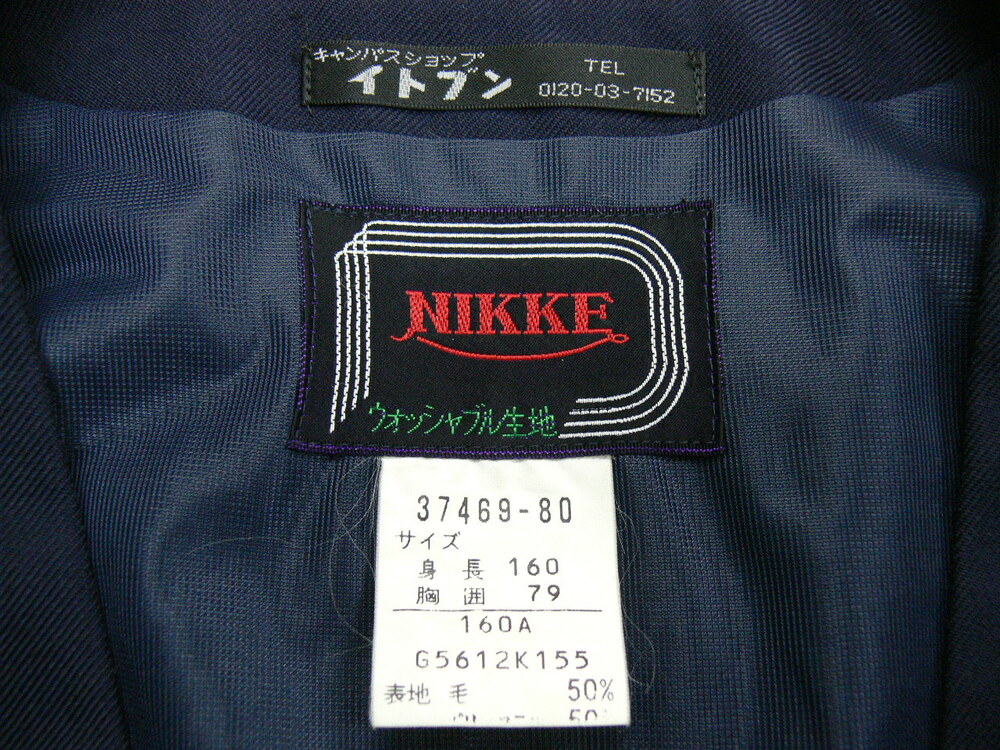 キャンパスショップ
イトブン
TEL
0120-03-7152
NIKKE
ウオッシャブル生地
37469-80
サイズ
身長 160
胸囲 79
160A
G5612K155
表地 毛 50%